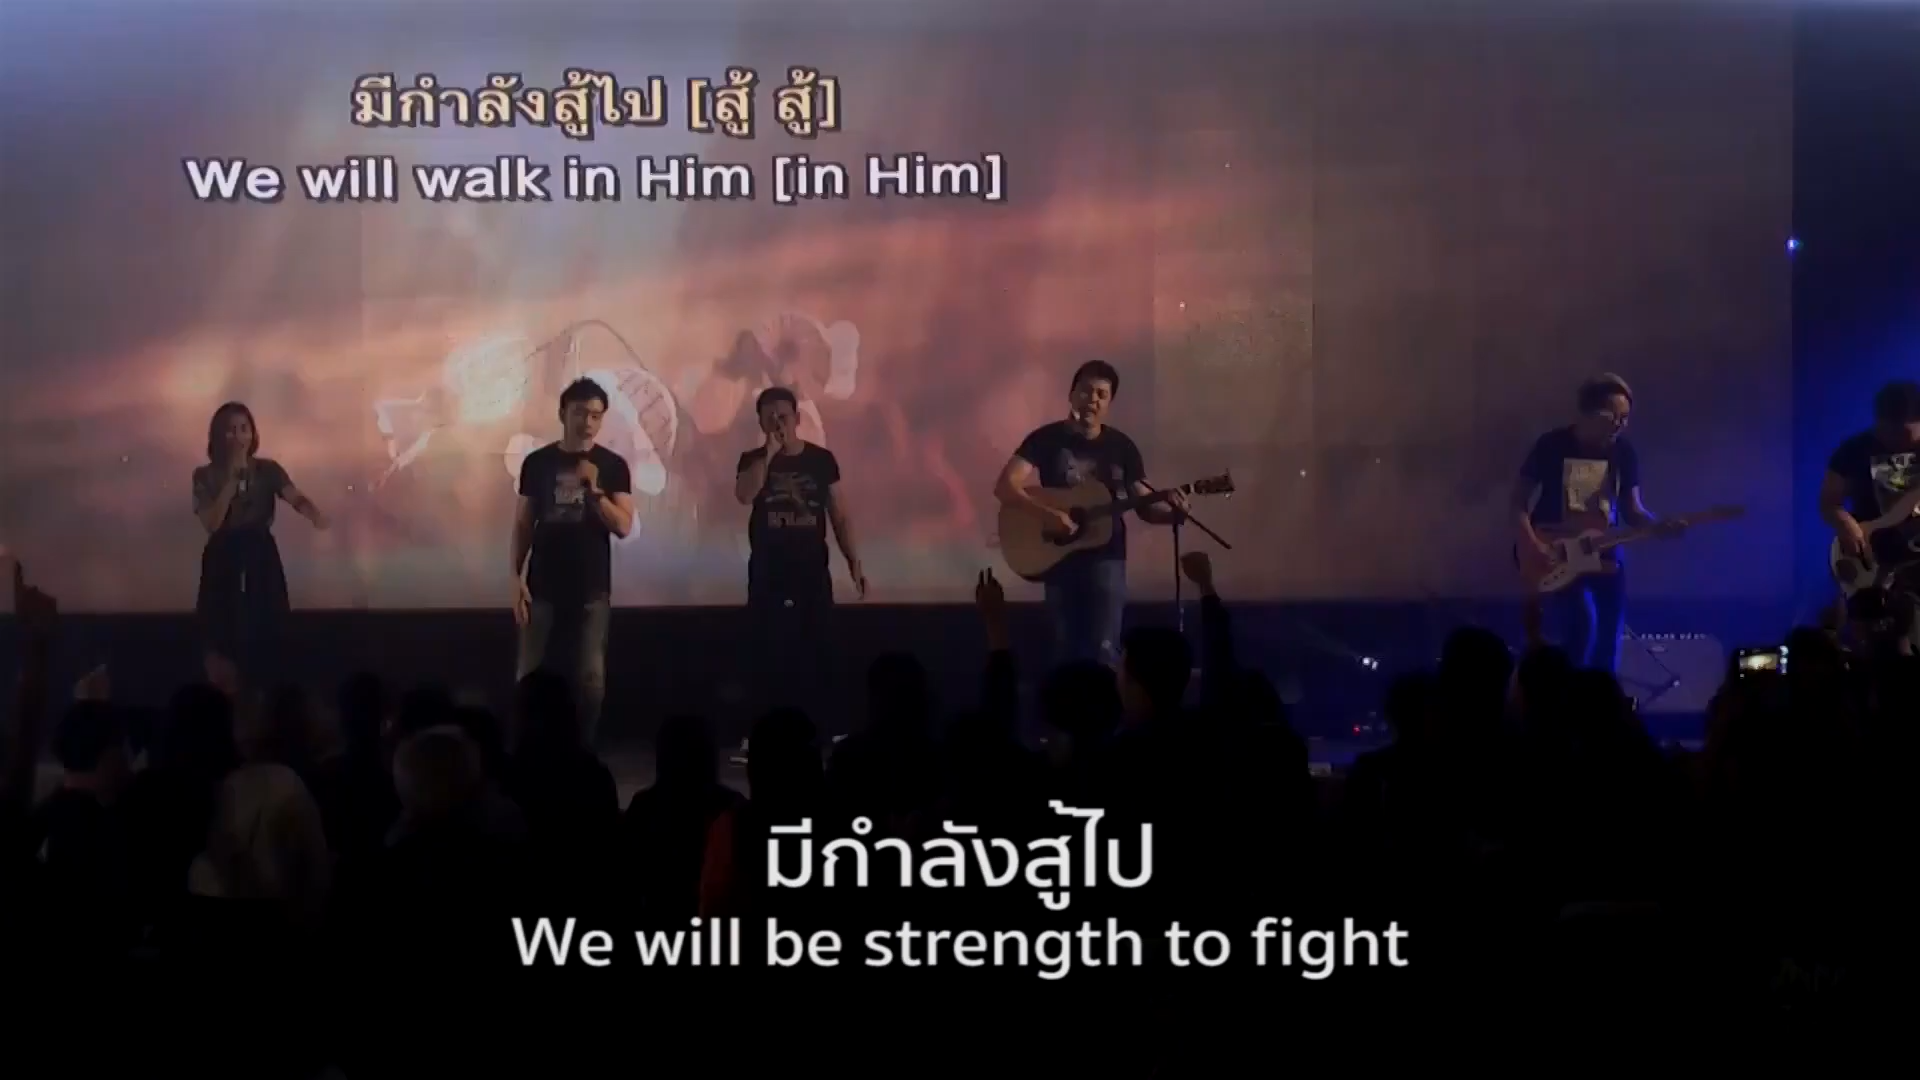 มีกำลังสู้ไป [สู้ สู้]
We will walk in Him [in Him]
มีกำลังสู้ไป
We will be strength to fight